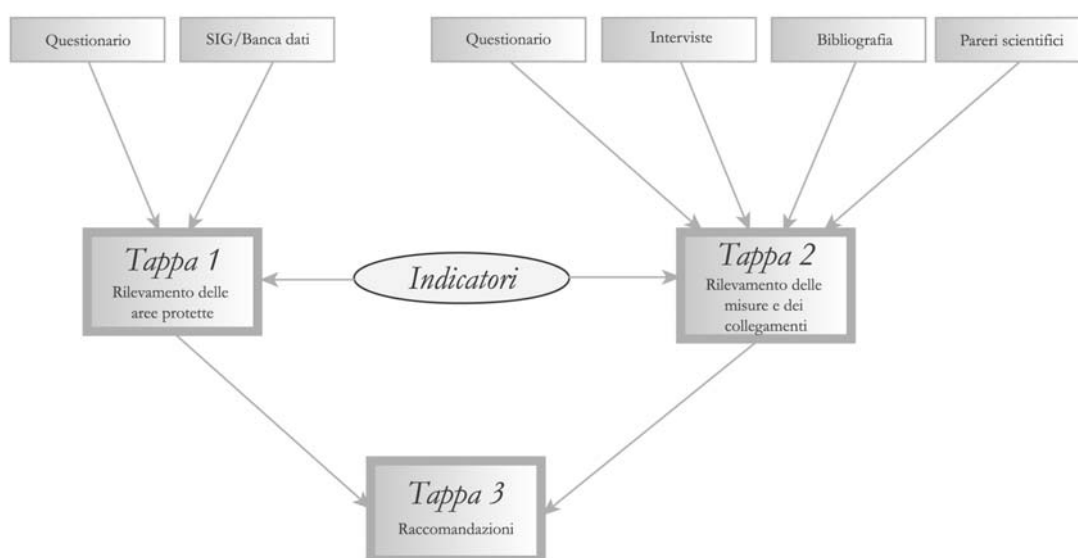 Questionario
SIG/Banca dati
Questionario
Interviste
Bibliografia
Pareri scientifici
Tappa 1
Rilevamento delle
aree protette
Indicatori
Tappa 2
Rilevamento delle
misure e dei
collegamenti
Tappa 3
Raccomandazioni